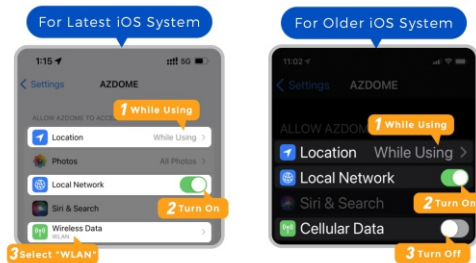 For Latest iOS System
1:15
5G
Settings
AZDOME
ALLOW AZDOME TO ACCE
1 While Using
Location
While Using
Photos
All Photos
Local Network
Siri & Search
2 Turn On
Wireless Data
WLAN
3 Select "WLAN"
For Older iOS System
11:02
Settings
AZDOME
ALLOW AZDOM
1 While Using
Location
While Using
Local Network
Siri & Search
2 Turn On
Cellular Data
3 Turn Off